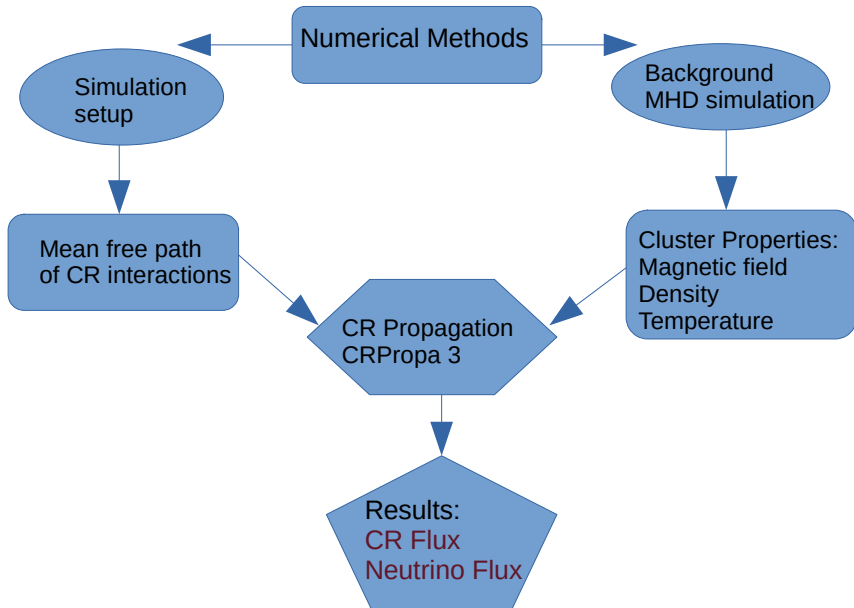 Numerical Methods
Simulation
setup
Background
MHD simulation
Mean free path
of CR interactions
Cluster Properties:
Magnetic field
Density
Temperature
CR Propagation
CRPropa 3
Results:
CR Flux
Neutrino Flux